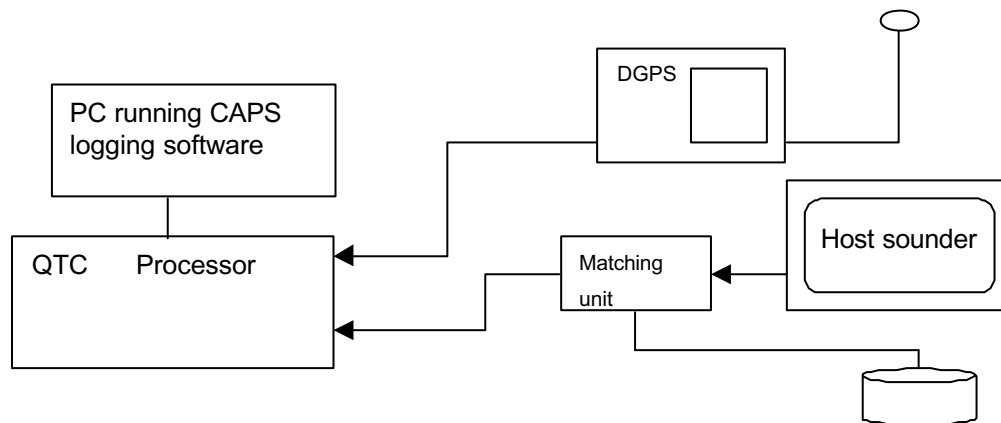 DGPS
PC running CAPS
logging software
Host sounder
QTC Processor
Matching
unit